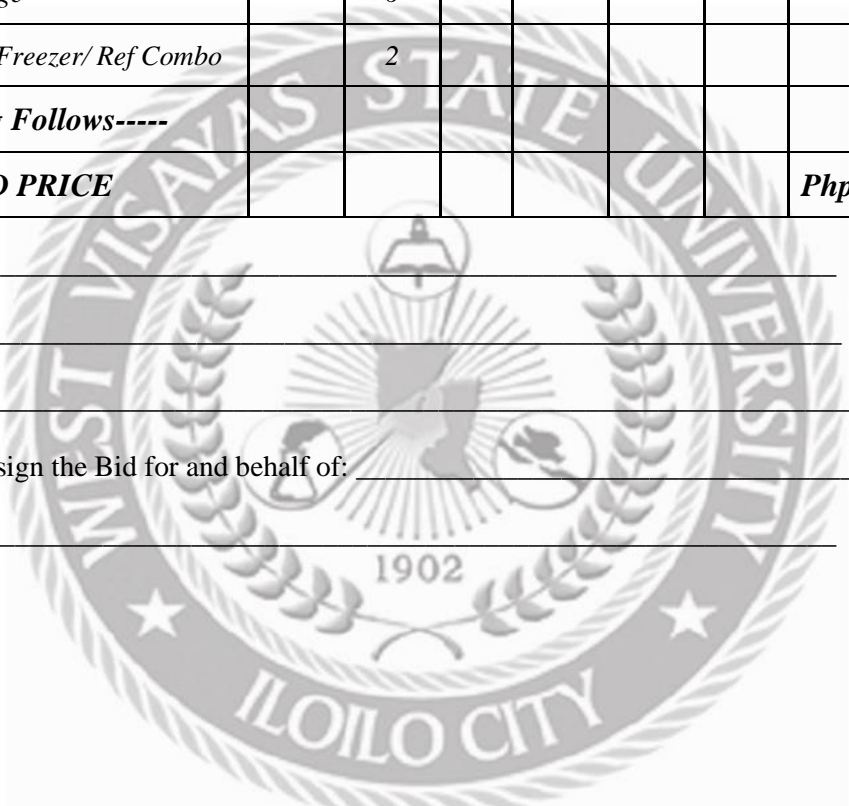 Freezer/ Ref Combo 2
Follows-----
PRICE Php
sign the Bid for and behalf of: 
WEST VISAYAS STATE UNIVERSITY
1902
ILOILO CITY